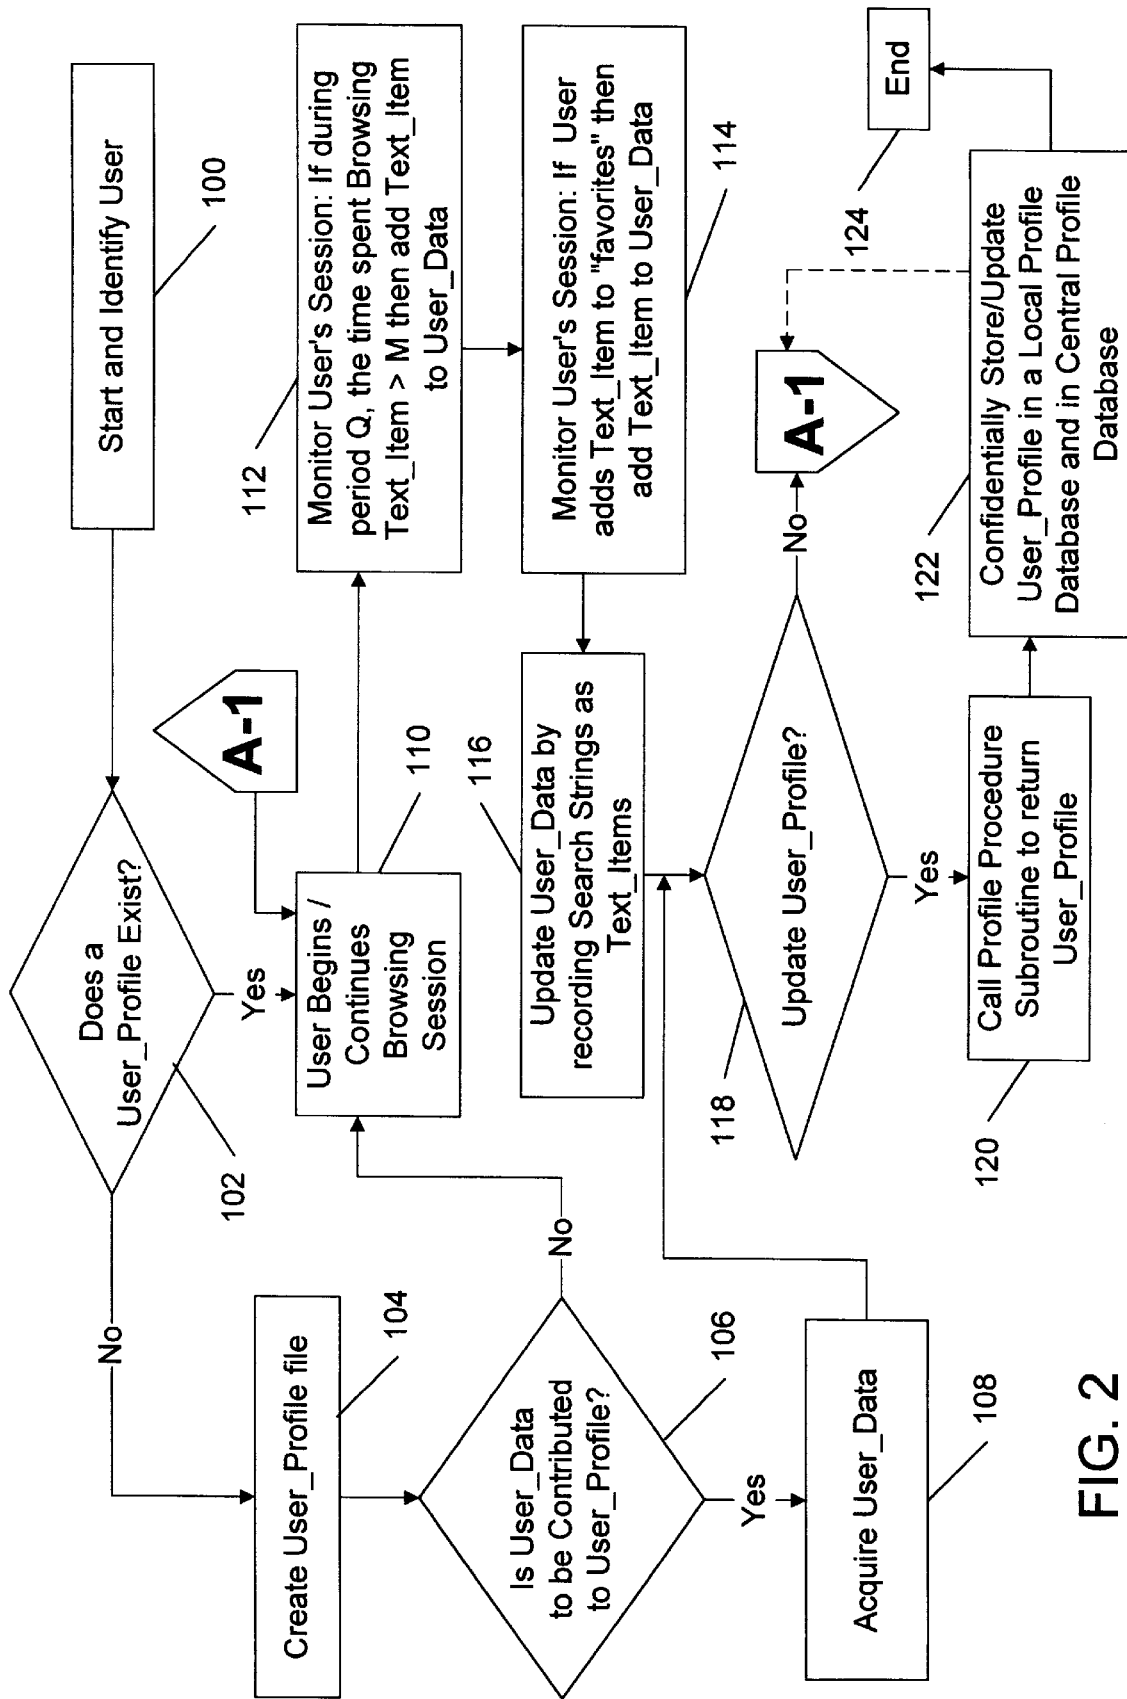 Start and Identify User
100
Does a
User_Profile Exist?
102
No
Yes
Create User_Profile file
104
Is User_Data
to be Contributed
to User_Profile?
106
No
Yes
Acquire User_Data
108
A-1
User Begins /
Continues
Browsing
Session
110
112
Monitor User's Session: If during
period Q, the time spent Browsing
Text_Item > M then add Text_Item
to User_Data
Monitor User's Session: If User
adds Text_Item to "favorites" then
add Text_Item to User_Data
114
116
Update User_Data by
recording Search Strings as
Text_Items
Update User_Profile?
118
No
Yes
A-1
Call Profile Procedure
Subroutine to return
User_Profile
120
122
Confidentially Store/Update
User_Profile in a Local Profile
Database and in Central Profile
Database
124
End
FIG. 2